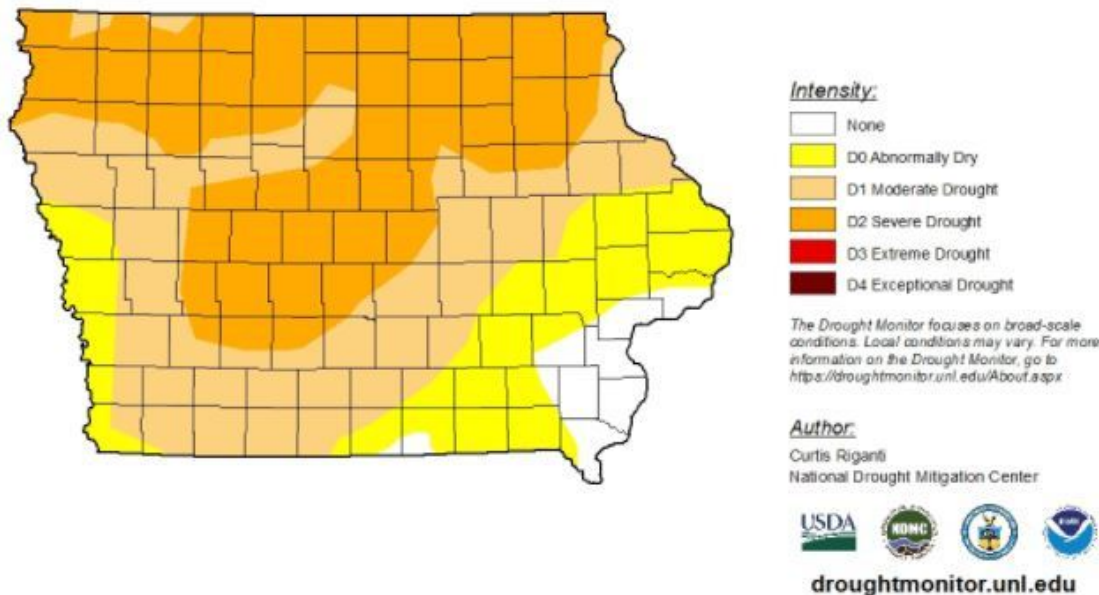 Intensity:
None
D0 Abnormally Dry
D1 Moderate Drought
D2 Severe Drought
D3 Extreme Drought
D4 Exceptional Drought
The Drought Monitor focuses on broad-scale
conditions. Local conditions may vary. For more
information on the Drought Monitor, go to
https://droughtmonitor.unl.edu/About.aspx
Author:
Curtis Riganti
National Drought Mitigation Center
USDA
NDMC
droughtmonitor.unl.edu